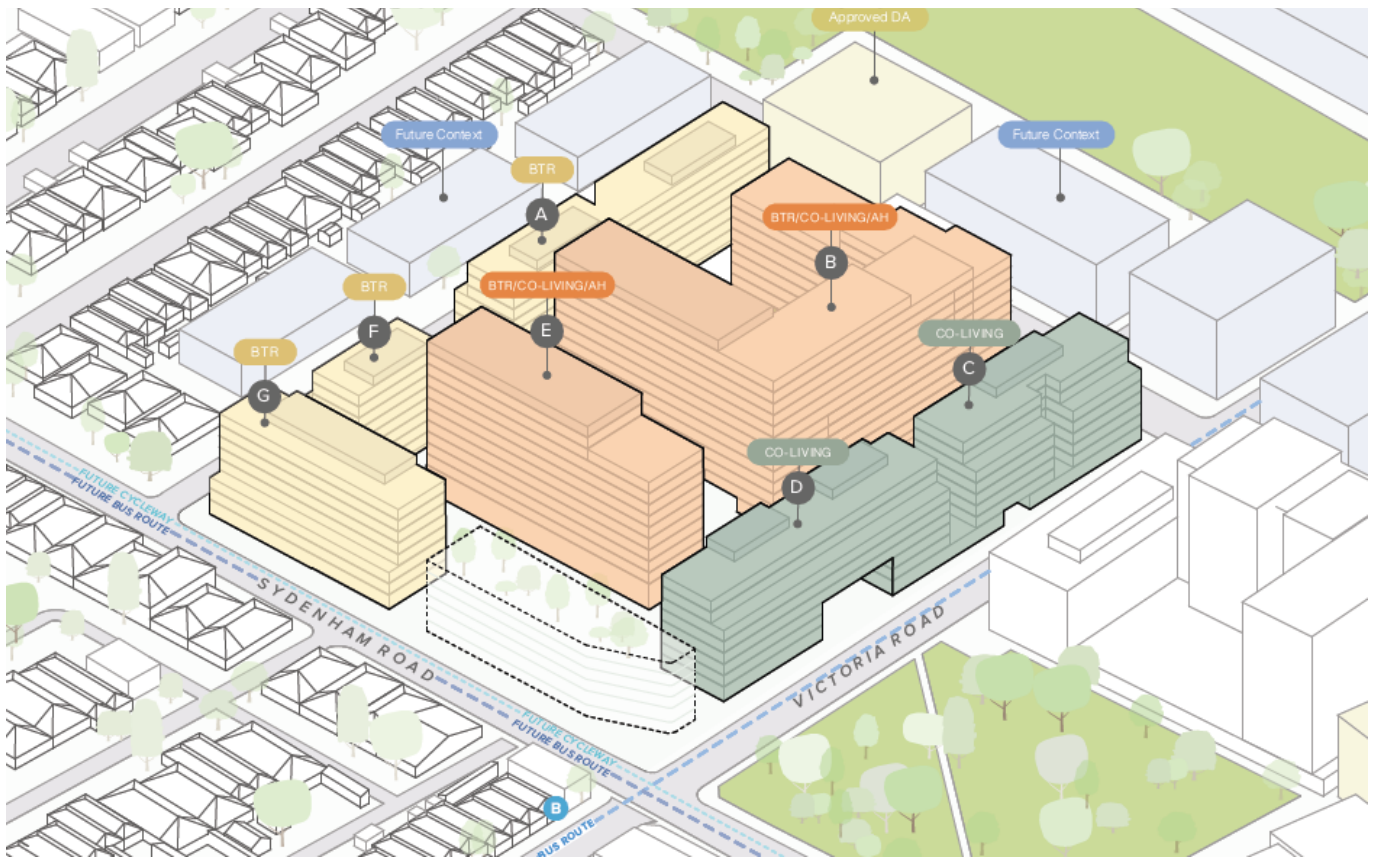 Approved DA
Future Context
Future Context
BTR
A
BTR/CO-LIVING/AH
B
BTR
F
BTR/CO-LIVING/AH
E
CO-LIVING
C
BTR
G
CO-LIVING
D
FUTURE CYCLEWAY
FUTURE BUS ROUTE
SYDENHAM ROAD
VICTORIA ROAD
FUTURE CYCLEWAY
FUTURE BUS ROUTE
B
BUS ROUTE